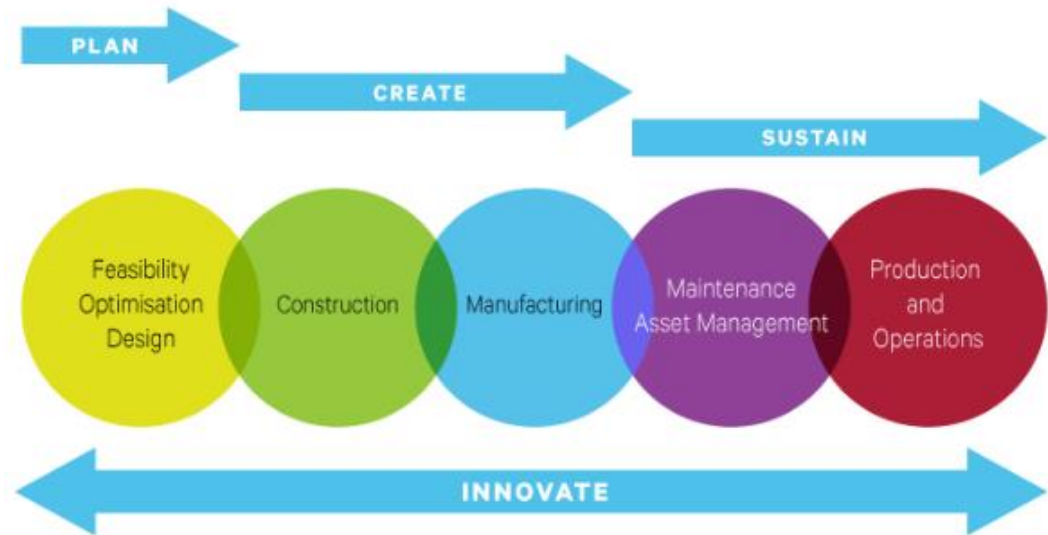 PLAN
CREATE
SUSTAIN
Feasibility
Optimisation
Design
Construction
Manufacturing
Maintenance
Asset Management
Production
and
Operations
INNOVATE